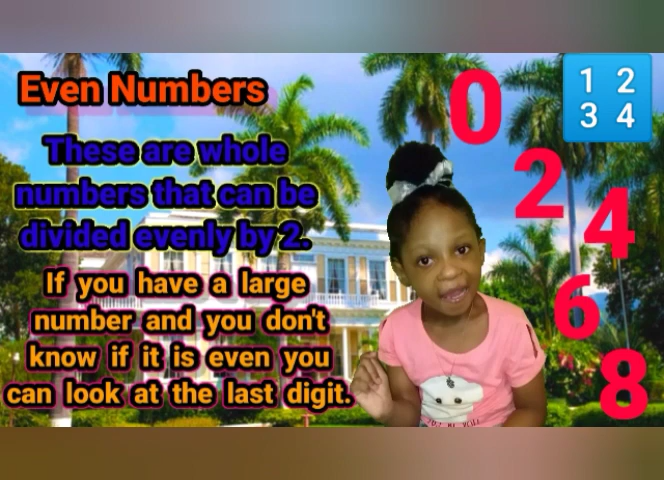 Even Numbers
These are whole
numbers that can be
divided evenly by 2.
If you have a large
number and you don't
know if it is even you
can look at the last digit.
0
2
4
6
8
1 2
3 4